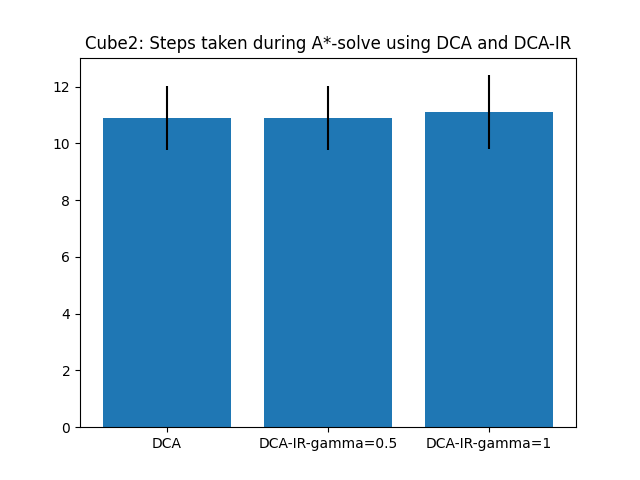 Cube2: Steps taken during A*-solve using DCA and DCA-IR
12
10
8
6
4
2
0
DCA
DCA-IR-gamma=0.5
DCA-IR-gamma=1